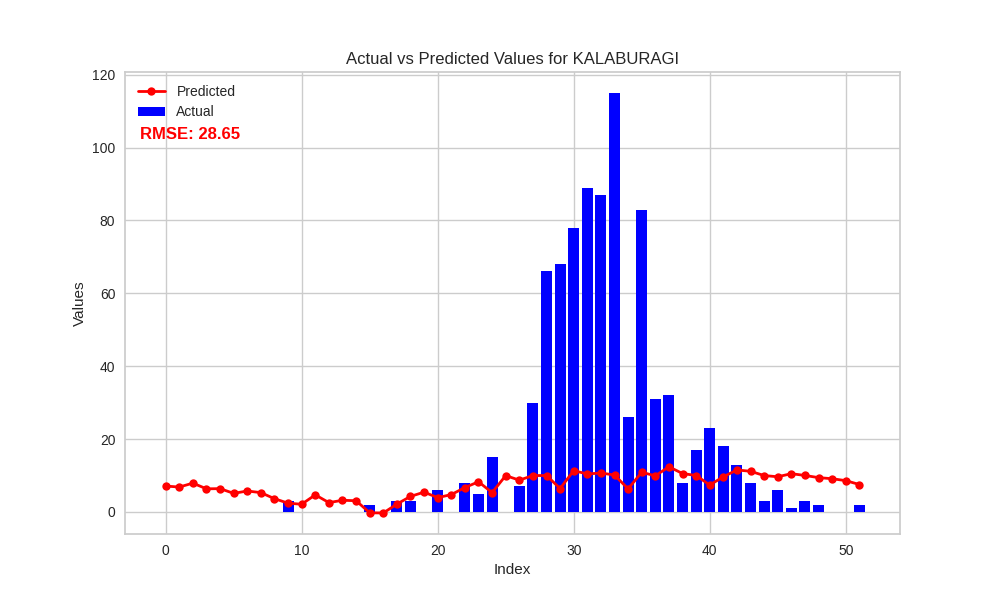 Actual vs Predicted Values for KALABURAGI
Predicted
Actual
RMSE: 28.65
Values
120
100
80
60
40
20
0
0 10 20 30 40 50
Index